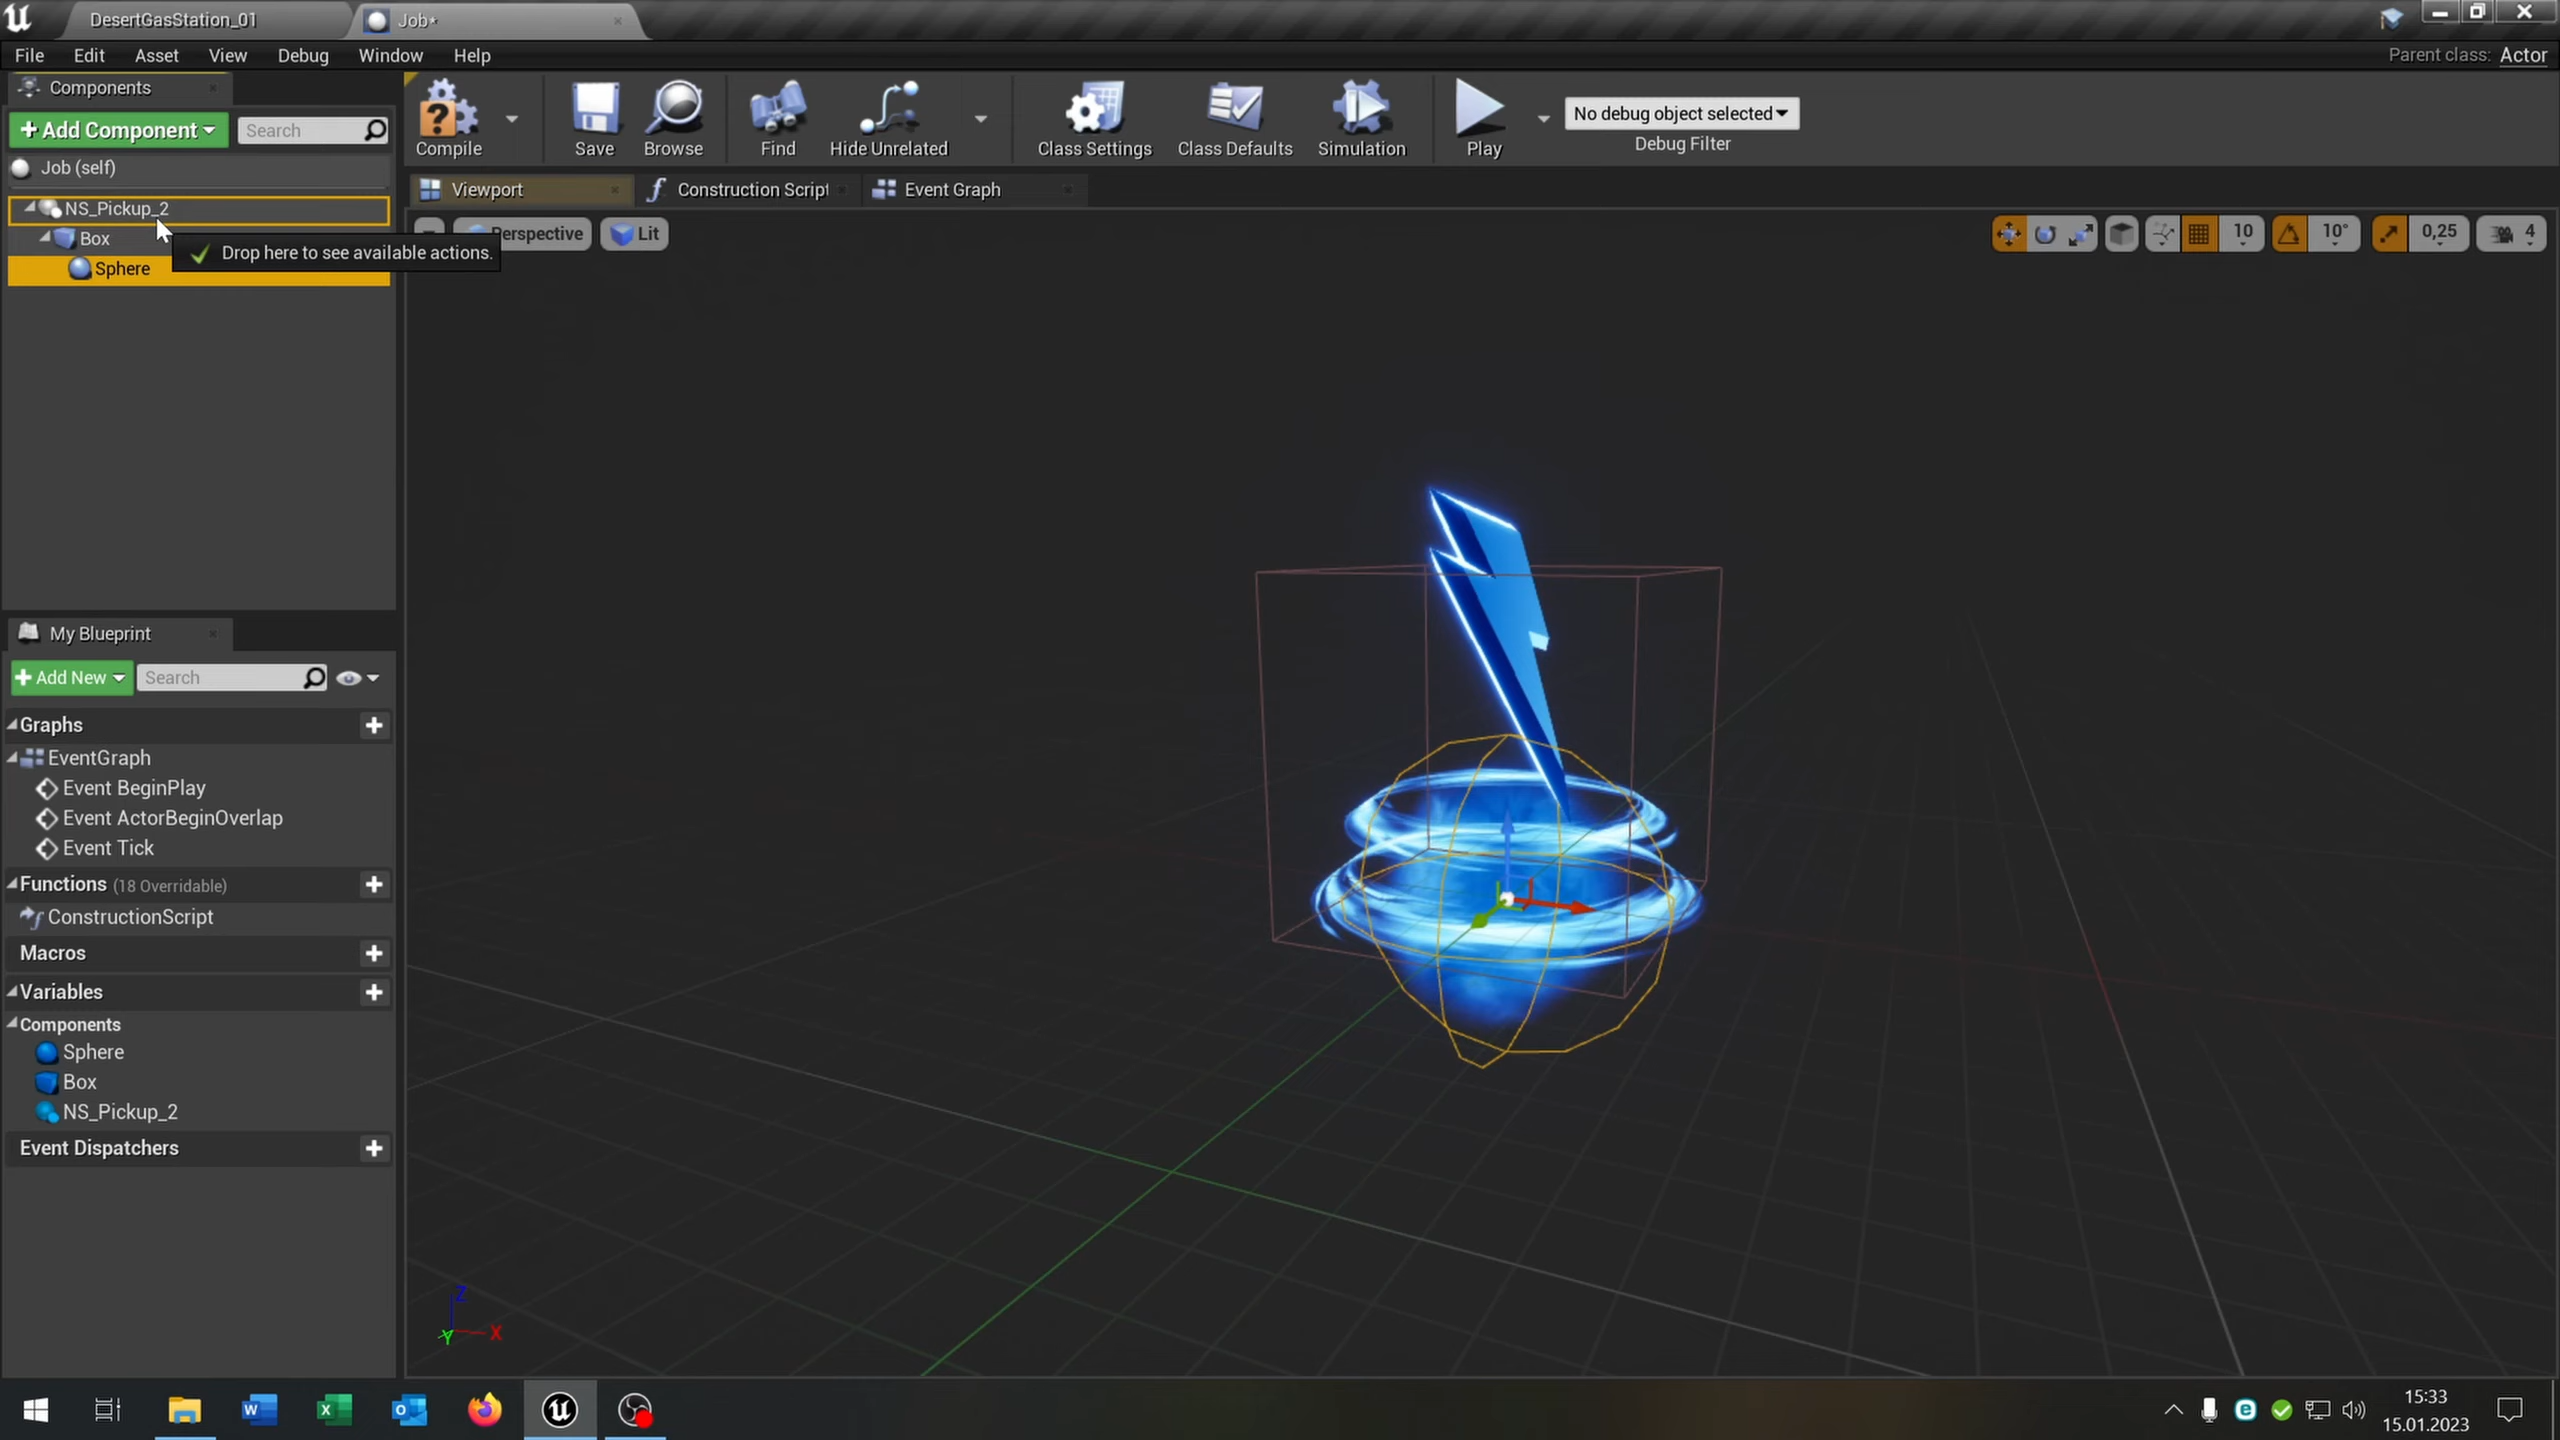 DesertGasStation_01
Job*
File
Edit
Asset
View
Debug
Window
Help
Parent class: Actor
Components
+ Add Component
Search
Job (self)
NS_Pickup_2
Box
Sphere
Drop here to see available actions.
Compile
Save
Browse
Find
Hide Unrelated
Class Settings
Class Defaults
Simulation
Play
No debug object selected
Debug Filter
Viewport
Construction Script
Event Graph
Perspective
Lit
10
10°
0,25
4
My Blueprint
+ Add New
Search
Graphs
EventGraph
Event BeginPlay
Event ActorBeginOverlap
Event Tick
Functions (18 Overridable)
ConstructionScript
Macros
Variables
Components
Sphere
Box
NS_Pickup_2
Event Dispatchers
Z
Y
X
15:33
15.01.2023